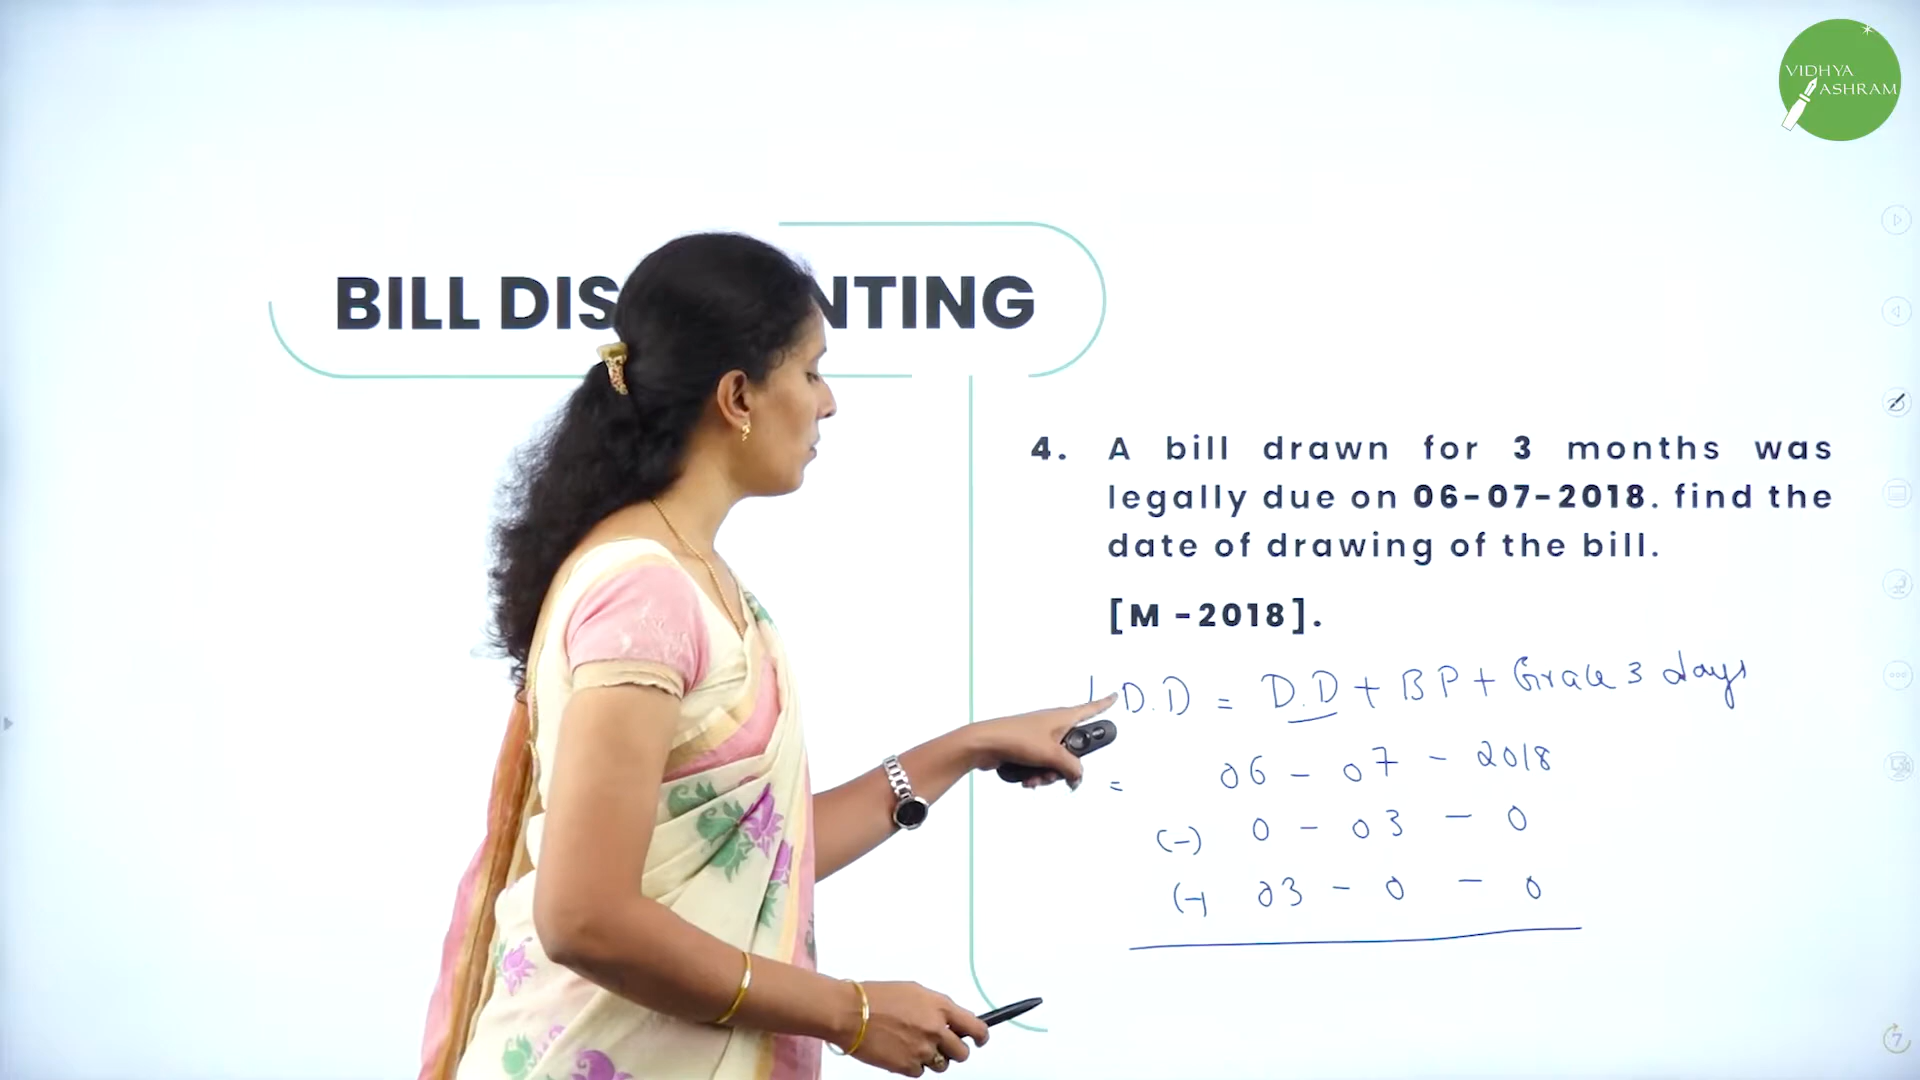 VIDHYA
ASHRAM
BILL DIS NTING
4. A bill drawn for 3 months was
legally due on 06-07-2018. find the
date of drawing of the bill.
[M -2018].
L D.D = D.D + BP + Grace 3 days
= 06 - 07 - 2018
(-) 0 - 03 - 0
(-) 03 - 0 - 0
7